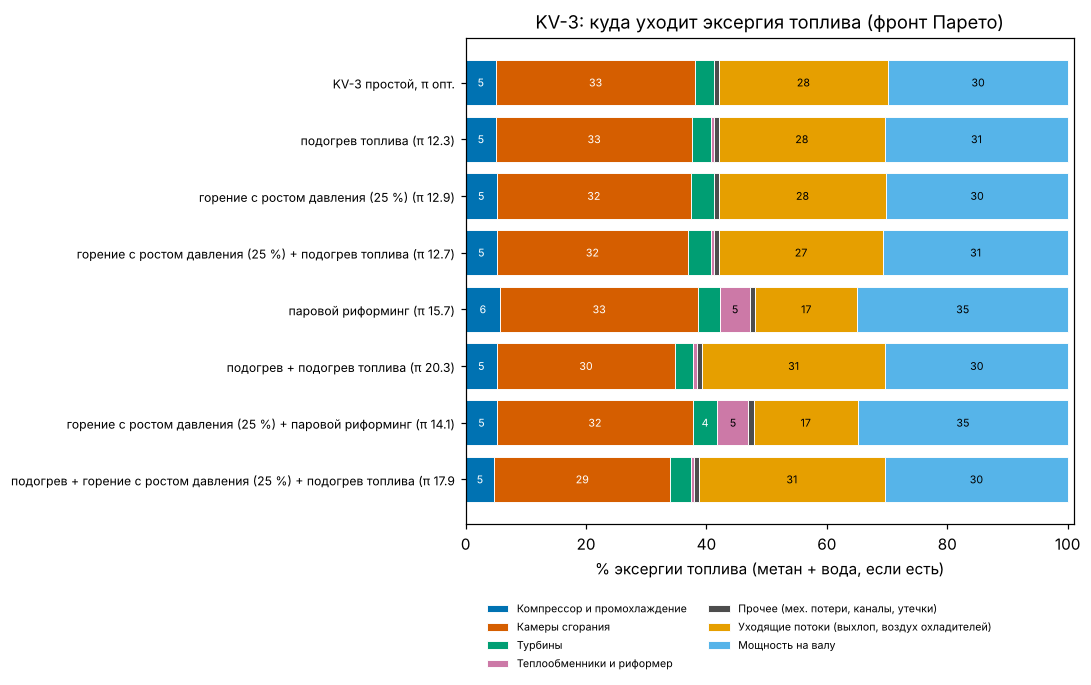 KV-3: куда уходит эксергия топлива (фронт Парето)
KV-3 простой, π опт.
5 33 28 30
подогрев топлива (π 12.3)
5 33 28 31
горение с ростом давления (25 %) (π 12.9)
5 32 28 30
горение с ростом давления (25 %) + подогрев топлива (π 12.7)
5 32 27 31
паровой риформинг (π 15.7)
6 33 5 17 35
подогрев + подогрев топлива (π 20.3)
5 30 31 30
горение с ростом давления (25 %) + паровой риформинг (π 14.1)
5 32 4 5 17 35
подогрев + горение с ростом давления (25 %) + подогрев топлива (π 17.9
5 29 31 30
0 20 40 60 80 100
% эксергии топлива (метан + вода, если есть)
Компрессор и промохлаждение
Камеры сгорания
Турбины
Теплообменники и риформер
Прочее (мех. потери, каналы, утечки)
Уходящие потоки (выхлоп, воздух охладителей)
Мощность на валу